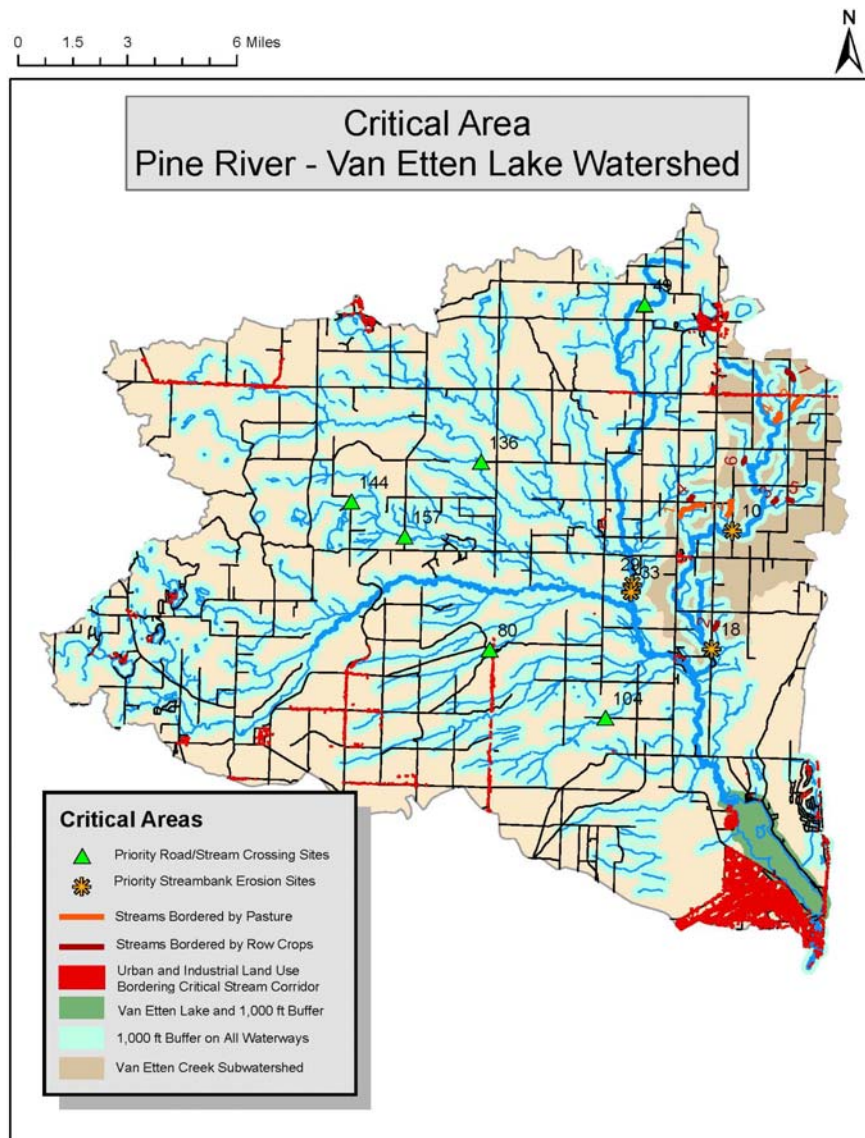 N
0 1.5 3 6 Miles
Critical Area
Pine River - Van Etten Lake Watershed
49
136
144
157
10
29
33
80
18
104
Critical Areas
Priority Road/Stream Crossing Sites
Priority Streambank Erosion Sites
Streams Bordered by Pasture
Streams Bordered by Row Crops
Urban and Industrial Land Use
Bordering Critical Stream Corridor
Van Etten Lake and 1,000 ft Buffer
1,000 ft Buffer on All Waterways
Van Etten Creek Subwatershed